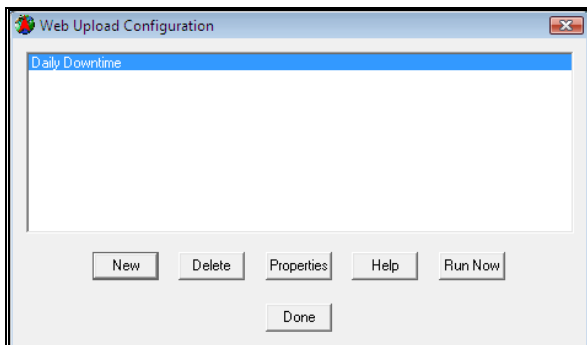 Web Upload Configuration
Daily Downtime
New Delete Properties Help Run Now
Done